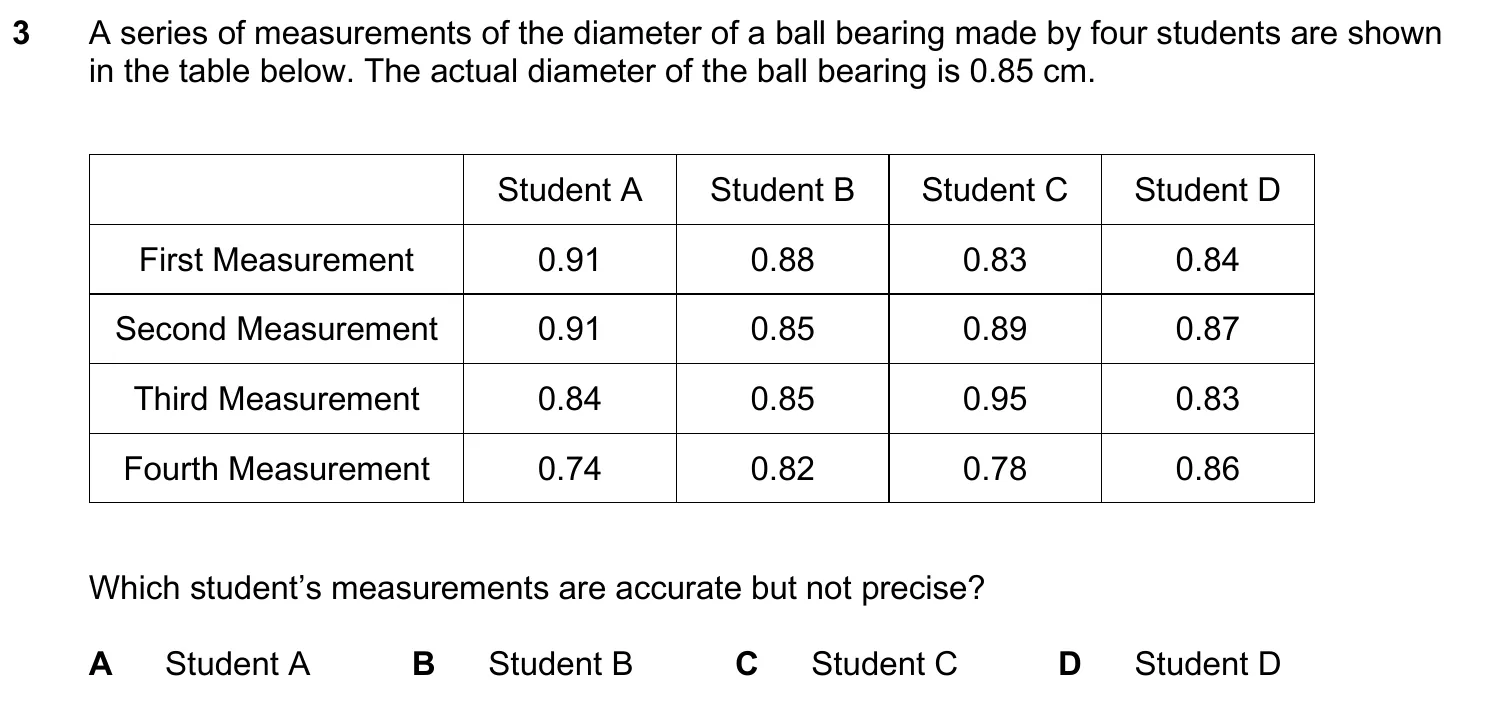 3 A series of measurements of the diameter of a ball bearing made by four students are shown
in the table below. The actual diameter of the ball bearing is 0.85 cm.
Student A Student B Student C Student D
First Measurement 0.91 0.88 0.83 0.84
Second Measurement 0.91 0.85 0.89 0.87
Third Measurement 0.84 0.85 0.95 0.83
Fourth Measurement 0.74 0.82 0.78 0.86
Which student’s measurements are accurate but not precise?
A Student A B Student B C Student C D Student D